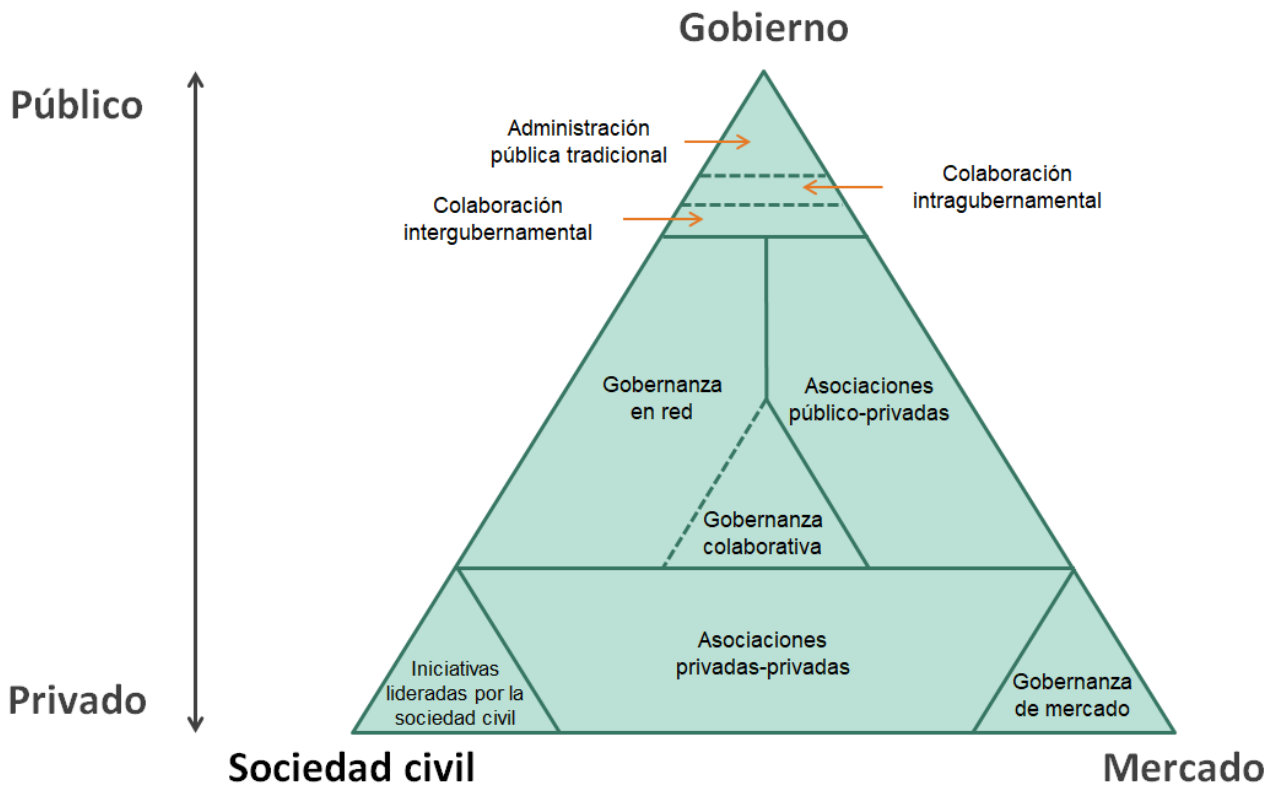 Gobierno
Público
Administración
pública tradicional
Colaboración
intragubernamental
Colaboración
intergubernamental
Gobernanza
en red
Asociaciones
público-privadas
Gobernanza
colaborativa
Asociaciones
privadas-privadas
Iniciativas
lideradas por la
sociedad civil
Gobernanza
de mercado
Privado
Sociedad civil
Mercado